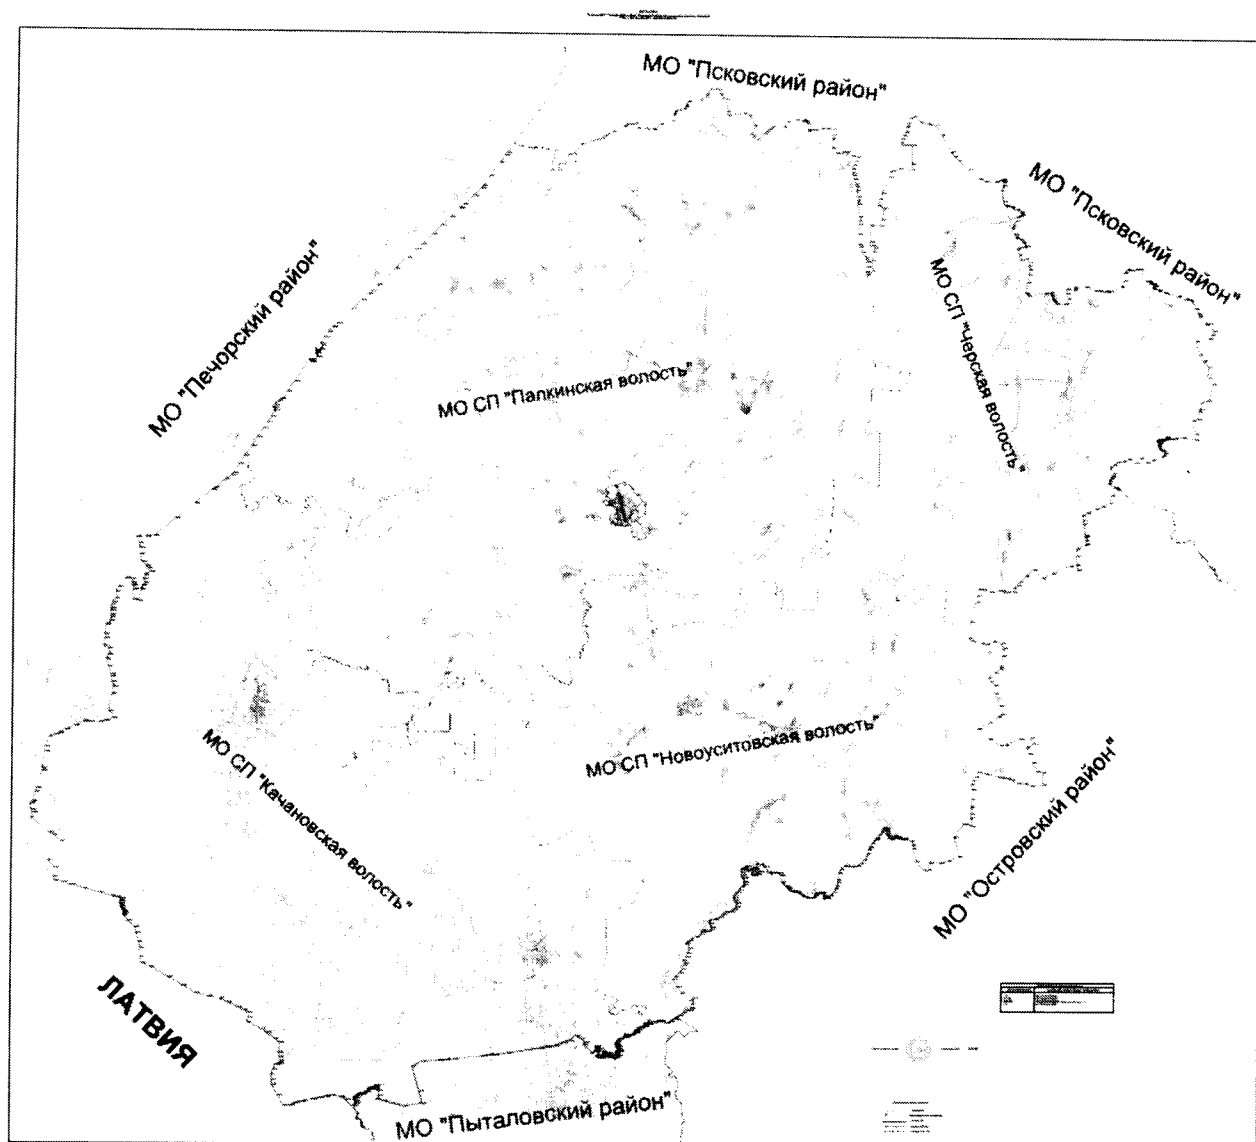 МО "Псковский район"
МО "Псковский район"
МО "Печорский район"
МО СП "Черская волость"
МО СП "Палкинская волость"
МО СП "Новоуситовская волость"
МО СП "Качановская волость"
МО "Островский район"
ЛАТВИЯ
МО "Пыталовский район"